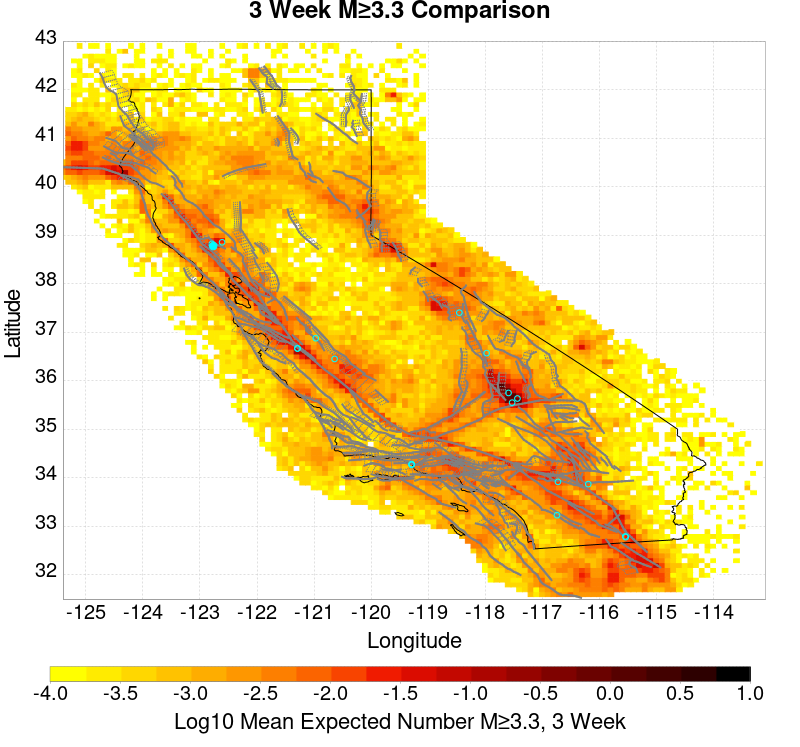 3 Week M≥3.3 Comparison
43
42
41
40
39
38
37
36
35
34
33
32
Latitude
-125 -124 -123 -122 -121 -120 -119 -118 -117 -116 -115 -114
Longitude
-4.0 -3.5 -3.0 -2.5 -2.0 -1.5 -1.0 -0.5 0.0 0.5 1.0
Log10 Mean Expected Number M≥3.3, 3 Week